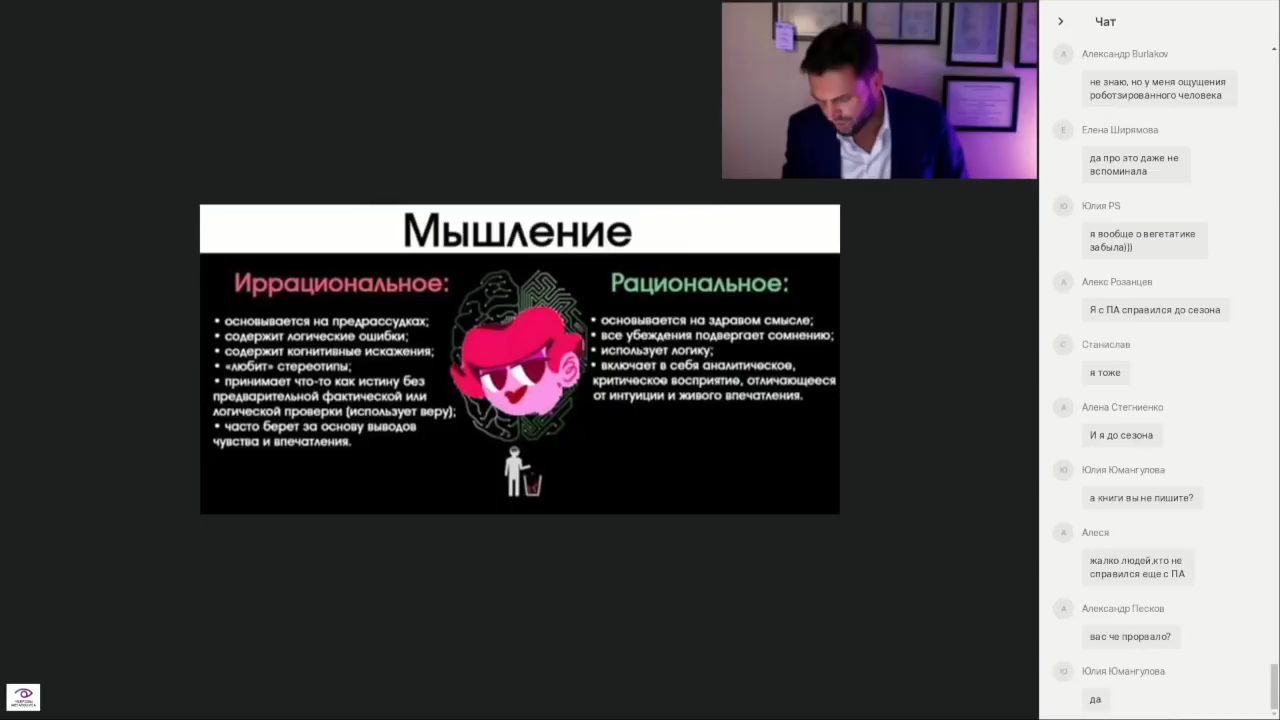 Мышление
Иррациональное:
• основывается на предрассудках;
• содержит логические ошибки;
• содержит когнитивные искажения;
• «любит» стереотипы;
• принимает что-то как истину без
предварительной фактической или
логической проверки (использует веру);
• часто берет за основу выводов
чувства и впечатления.
Рациональное:
• основывается на здравом смысле;
• все убеждения подвергает сомнению;
• использует логику;
• включает в себя аналитическое,
критическое восприятие, отличающееся
от интуиции и живого впечатления.
Чат
А
Александр Burlakov
не знаю, но у меня ощущения
роботзированного человека
Е
Елена Ширямова
да про это даже не
вспоминала
Ю
Юлия PS
я вообще о вегетатике
забыла)))
А
Алекс Розанцев
Я с ПА справился до сезона
С
Станислав
я тоже
А
Алена Стегниенко
И я до сезона
Ю
Юлия Юмангулова
а книги вы не пишите?
А
Алеся
жалко людей,кто не
справился еще с ПА
А
Александр Песков
вас че прорвало?
Ю
Юлия Юмангулова
да